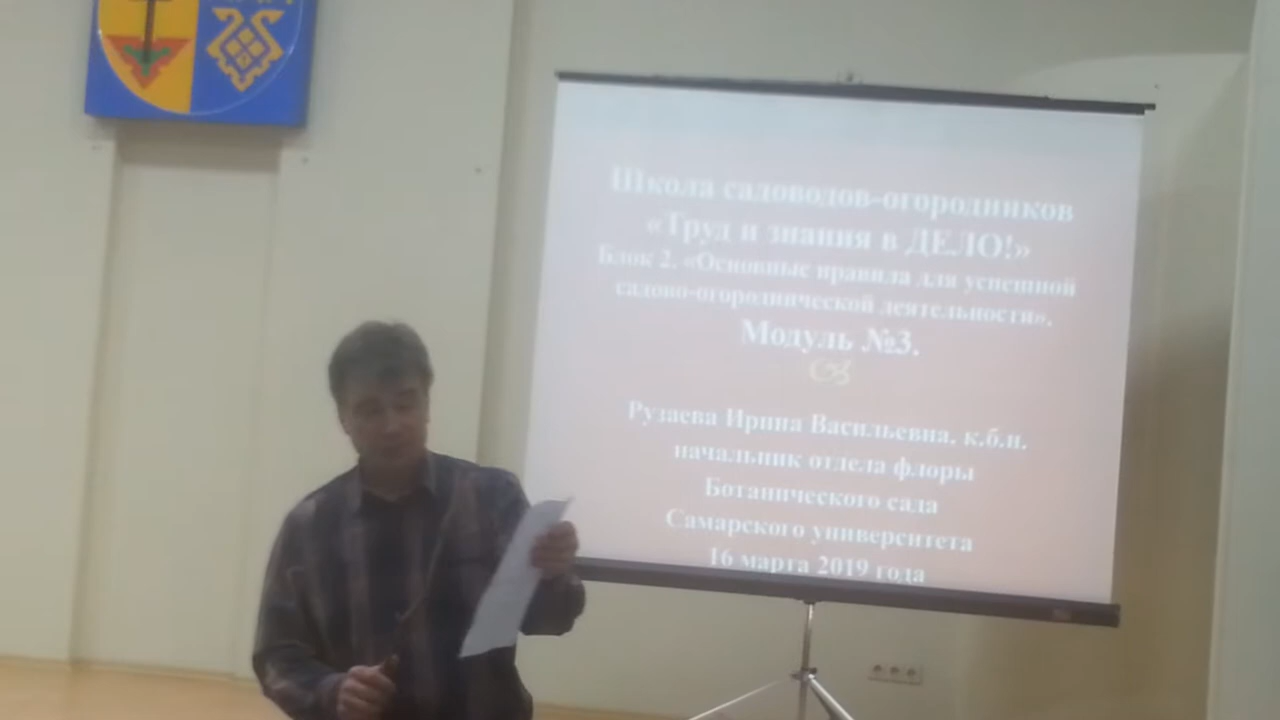 Школа садоводов-огородников
«Труд и знания в ДЕЛО!»
Блок 2. «Основные правила для успешной
садово-огороднической деятельности».
Модуль №3.
Рузаева Ирина Васильевна, к.б.н.
начальник отдела флоры
Ботанического сада
Самарского университета
16 марта 2019 года